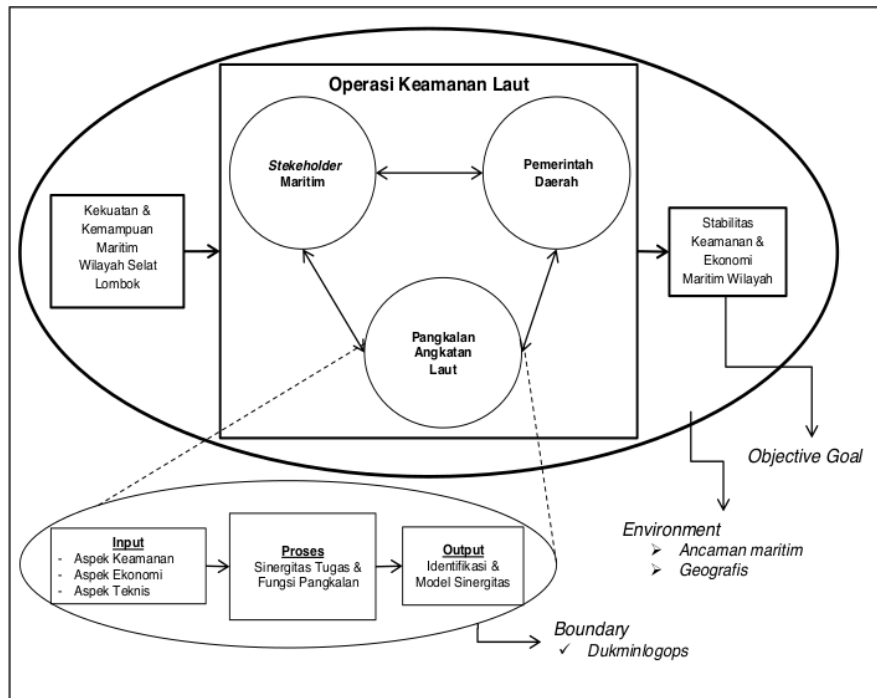 Operasi Keamanan Laut
Stekeholder
Maritim
Pemerintah
Daerah
Kekuatan &
Kemampuan
Maritim
Wilayah Selat
Lombok
Stabilitas
Keamanan &
Ekonomi
Maritim Wilayah
Pangkalan
Angkatan
Laut
Objective Goal
Environment
➢ Ancaman maritim
➢ Geografis
Input
- Aspek Keamanan
- Aspek Ekonomi
- Aspek Teknis
Proses
Sinergitas Tugas &
Fungsi Pangkalan
Output
Identifikasi &
Model Sinergitas
Boundary
✓ Dukminlogops